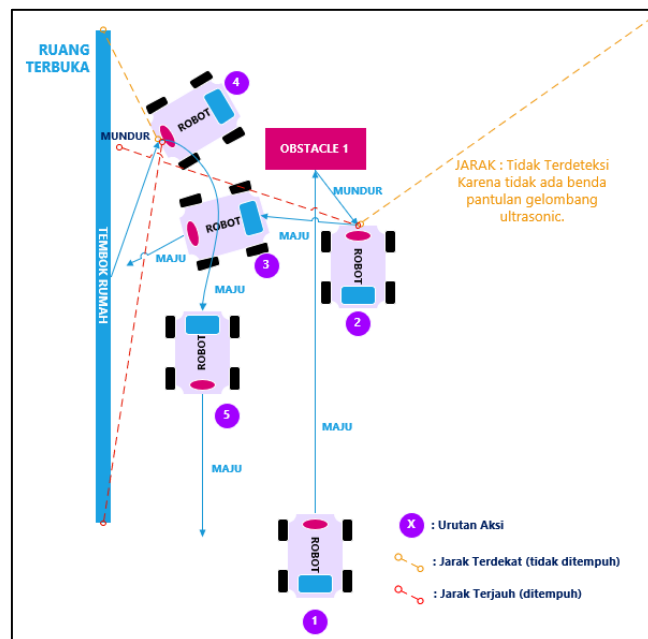 RUANG
TERBUKA
4
ROBOT
MUNDUR
OBSTACLE 1
MUNDUR
JARAK : Tidak Terdeteksi
Karena tidak ada benda
pantulan gelombang
ultrasonic.
ROBOT
3
MAJU
MAJU
TEMBOK RUMAH
MAJU
ROBOT
2
ROBOT
5
MAJU
MAJU
ROBOT
1
X : Urutan Aksi
: Jarak Terdekat (tidak ditempuh)
: Jarak Terjauh (ditempuh)